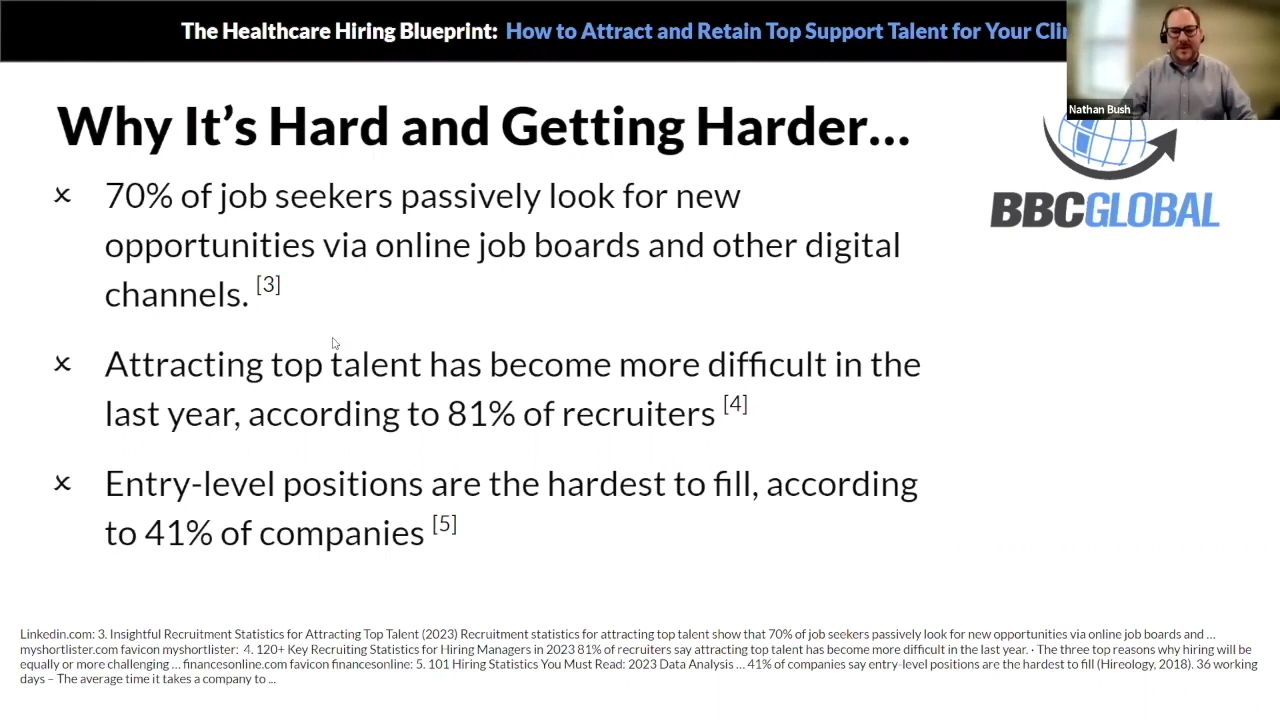 The Healthcare Hiring Blueprint: How to Attract and Retain Top Support Talent for Your Cli
Nathan Bush
Why It’s Hard and Getting Harder...
BBCGLOBAL
× 70% of job seekers passively look for new
opportunities via online job boards and other digital
channels. [3]
× Attracting top talent has become more difficult in the
last year, according to 81% of recruiters [4]
× Entry-level positions are the hardest to fill, according
to 41% of companies [5]
Linkedin.com: 3. Insightful Recruitment Statistics for Attracting Top Talent (2023) Recruitment statistics for attracting top talent show that 70% of job seekers passively look for new opportunities via online job boards and ...
myshortlister.com favicon myshortlister: 4. 120+ Key Recruiting Statistics for Hiring Managers in 2023 81% of recruiters say attracting top talent has become more difficult in the last year. · The three top reasons why hiring will be
equally or more challenging ... financesonline.com favicon financesonline: 5. 101 Hiring Statistics You Must Read: 2023 Data Analysis ... 41% of companies say entry-level positions are the hardest to fill (Hireology, 2018). 36 working
days – The average time it takes a company to ...